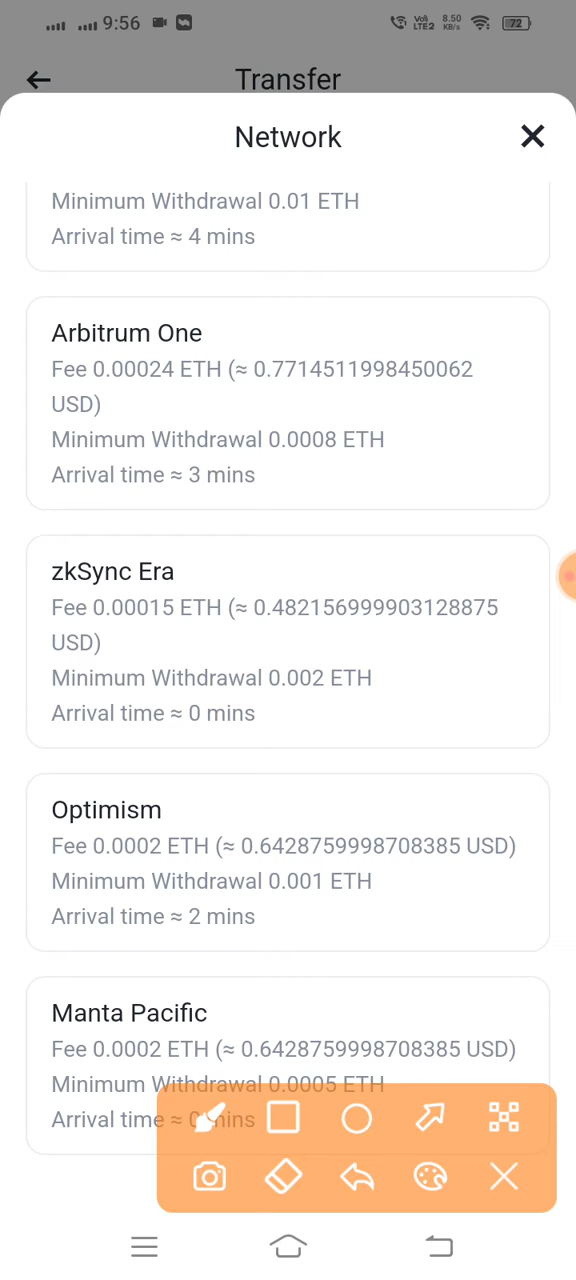 9:56
Voll LTE2
8.50 KB/s
72
Transfer
Network
Minimum Withdrawal 0.01 ETH
Arrival time ≈ 4 mins
Arbitrum One
Fee 0.00024 ETH (≈ 0.7714511998450062
USD)
Minimum Withdrawal 0.0008 ETH
Arrival time ≈ 3 mins
zkSync Era
Fee 0.00015 ETH (≈ 0.482156999903128875
USD)
Minimum Withdrawal 0.002 ETH
Arrival time ≈ 0 mins
Optimism
Fee 0.0002 ETH (≈ 0.6428759998708385 USD)
Minimum Withdrawal 0.001 ETH
Arrival time ≈ 2 mins
Manta Pacific
Fee 0.0002 ETH (≈ 0.6428759998708385 USD)
Minimum Withdrawal 0.0005 ETH
Arrival time ≈ 0 mins